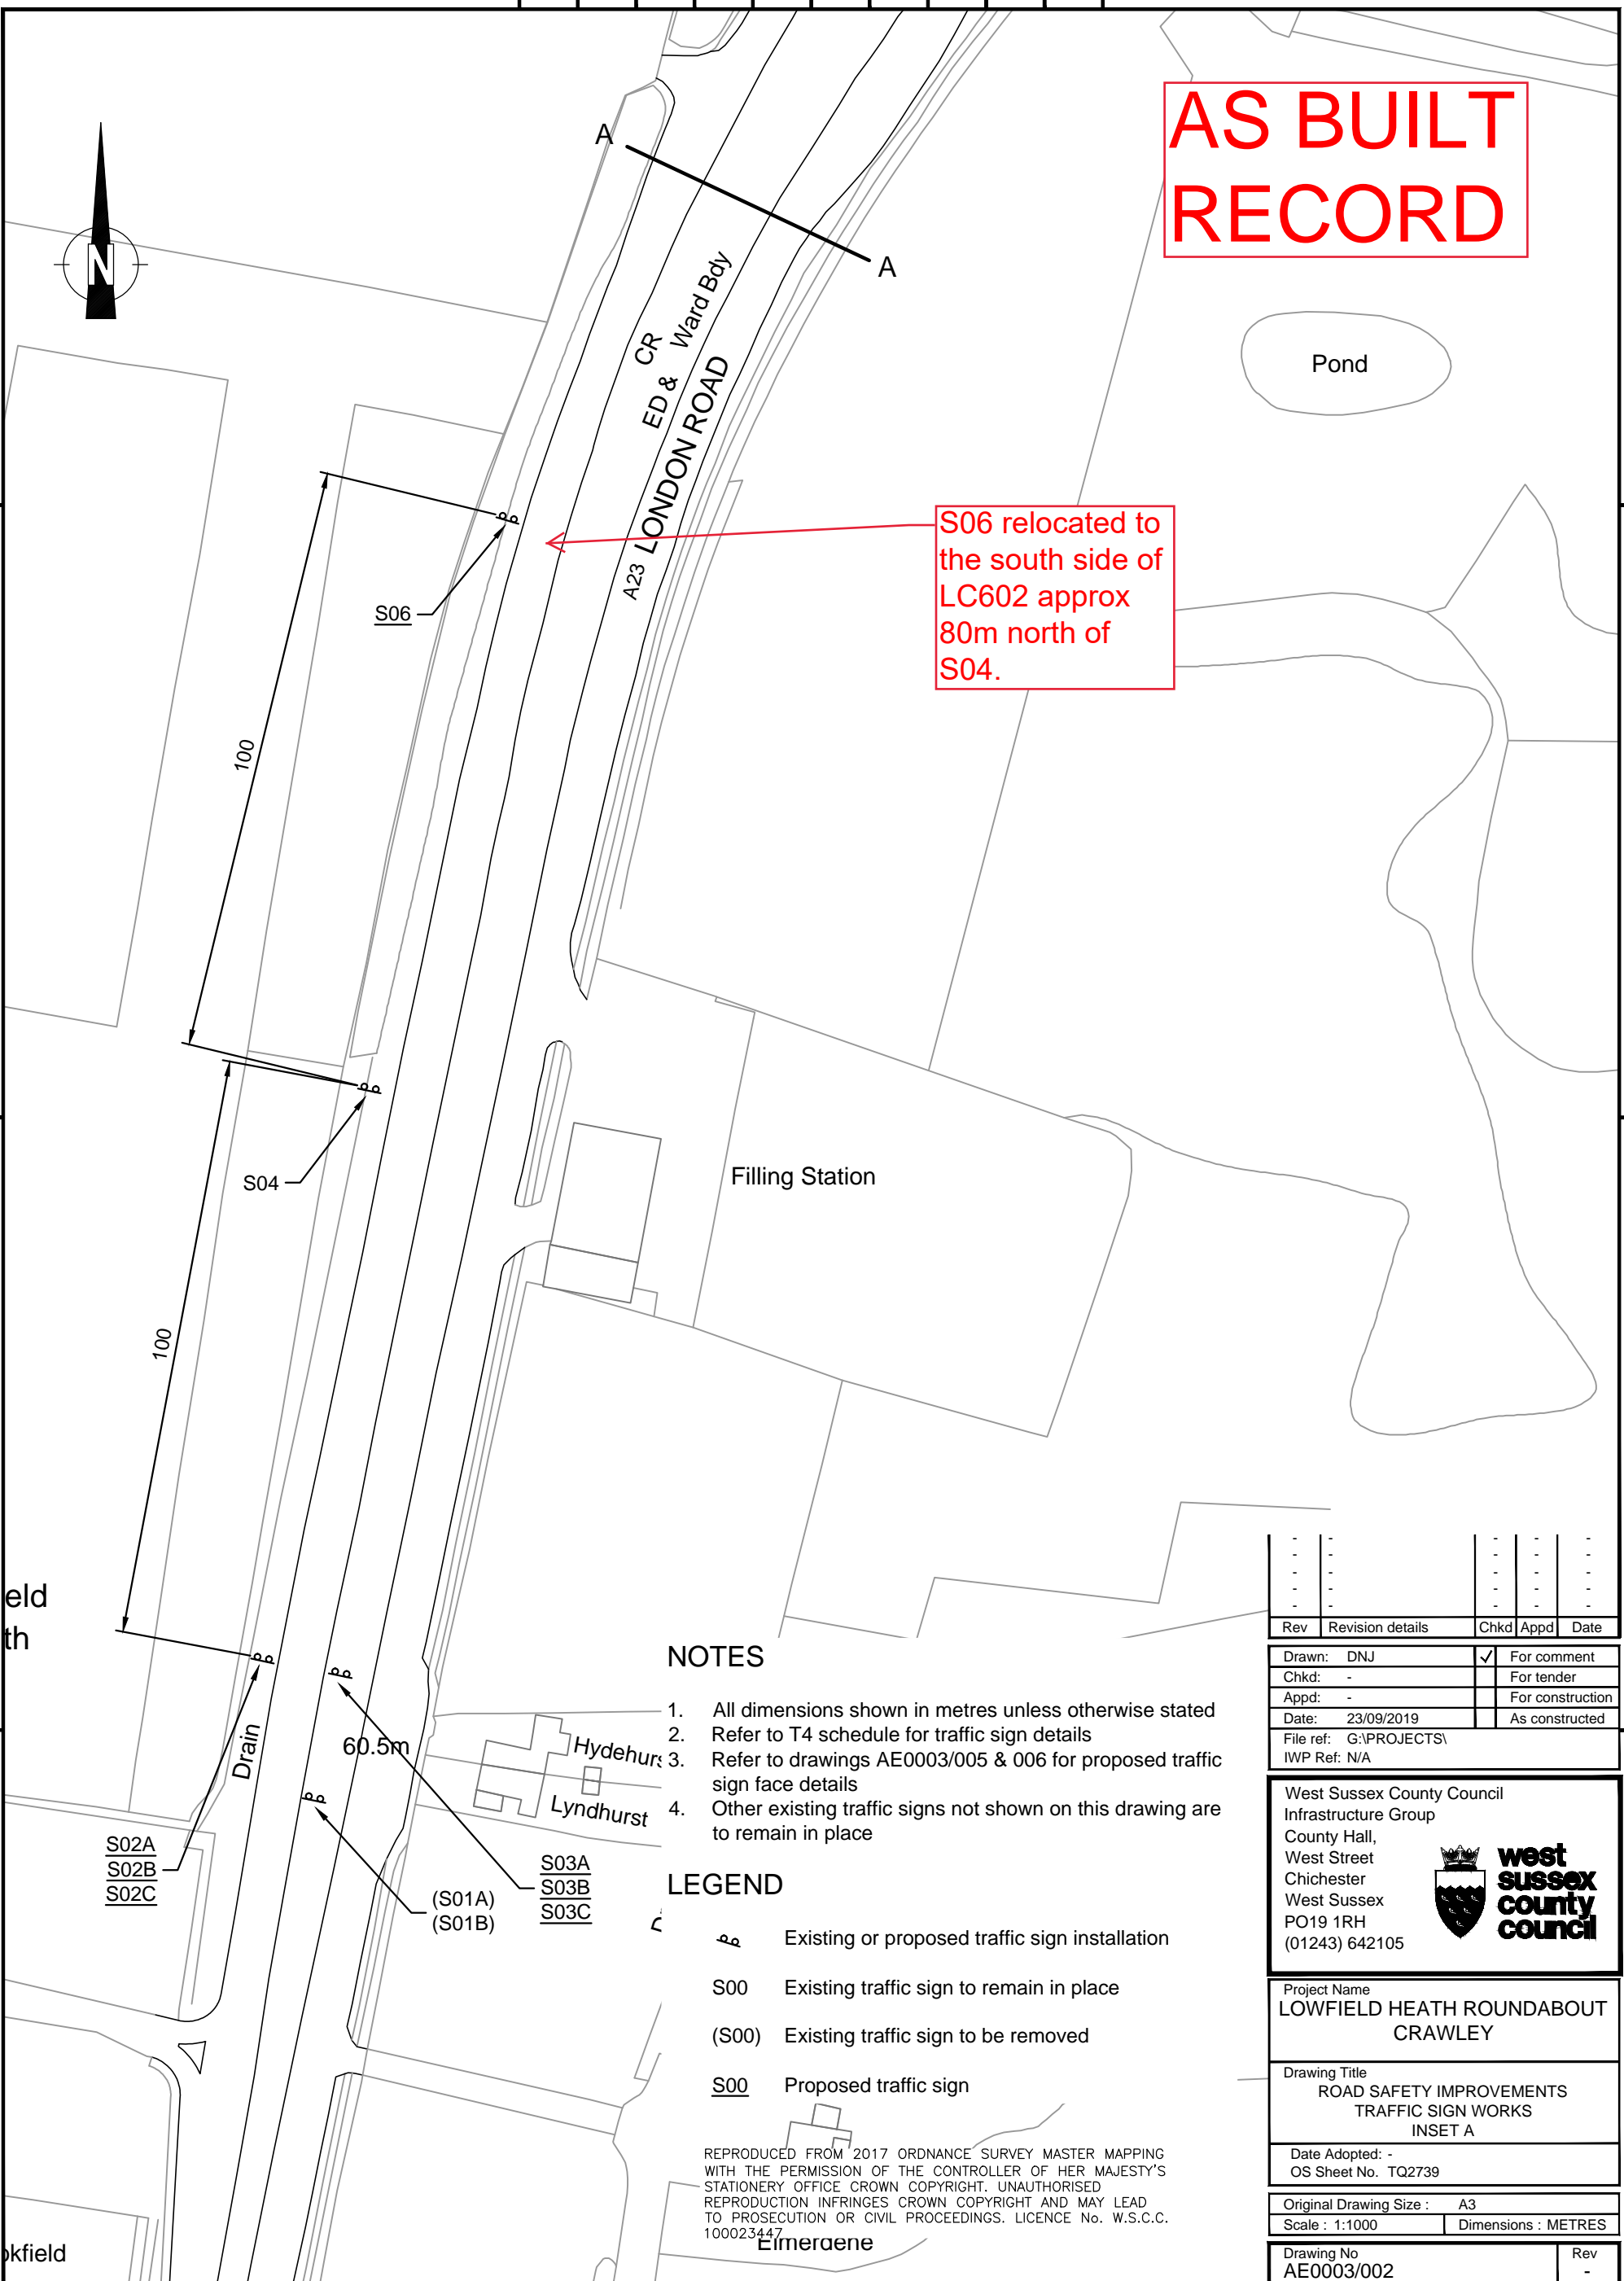 AS BUILT
RECORD
A
A
N
CR
ED & Ward Bdy
A23 LONDON ROAD
Pond
S06 relocated to
the south side of
LC602 approx
80m north of
S04.
S06
100
S04
Filling Station
100
eld
th
Drain
60.5m
Hydehurs
Lyndhurst
S02A
S02B
S02C
(S01A)
(S01B)
S03A
S03B
S03C
NOTES
1. All dimensions shown in metres unless otherwise stated
2. Refer to T4 schedule for traffic sign details
3. Refer to drawings AE0003/005 & 006 for proposed traffic
sign face details
4. Other existing traffic signs not shown on this drawing are
to remain in place
LEGEND
Existing or proposed traffic sign installation
S00 Existing traffic sign to remain in place
(S00) Existing traffic sign to be removed
S00 Proposed traffic sign
REPRODUCED FROM 2017 ORDNANCE SURVEY MASTER MAPPING
WITH THE PERMISSION OF THE CONTROLLER OF HER MAJESTY'S
STATIONERY OFFICE CROWN COPYRIGHT. UNAUTHORISED
REPRODUCTION INFRINGES CROWN COPYRIGHT AND MAY LEAD
TO PROSECUTION OR CIVIL PROCEEDINGS. LICENCE No. W.S.C.C.
100023447
Elmerdene
okfield
- - - - -
- - - - -
- - - - -
- - - - -
- - - - -
Rev Revision details Chkd Appd Date
Drawn: DNJ ✓ For comment
Chkd: - For tender
Appd: - For construction
Date: 23/09/2019 As constructed
File ref: G:\PROJECTS\
IWP Ref: N/A
West Sussex County Council
Infrastructure Group
County Hall,
West Street
Chichester
West Sussex
PO19 1RH
(01243) 642105
west
sussex
county
council
Project Name
LOWFIELD HEATH ROUNDABOUT
CRAWLEY
Drawing Title
ROAD SAFETY IMPROVEMENTS
TRAFFIC SIGN WORKS
INSET A
Date Adopted: -
OS Sheet No. TQ2739
Original Drawing Size : A3
Scale : 1:1000 Dimensions : METRES
Drawing No Rev
AE0003/002 -